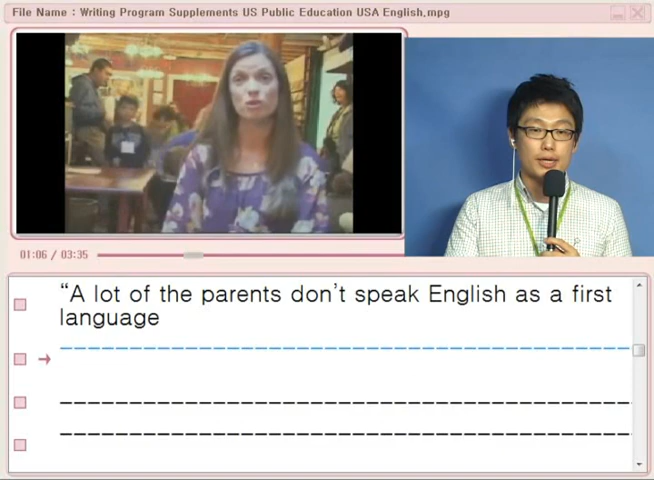 File Name : Writing Program Supplements US Public Education USA English.mpg
01:06 / 03:35
“A lot of the parents don’t speak English as a first
language